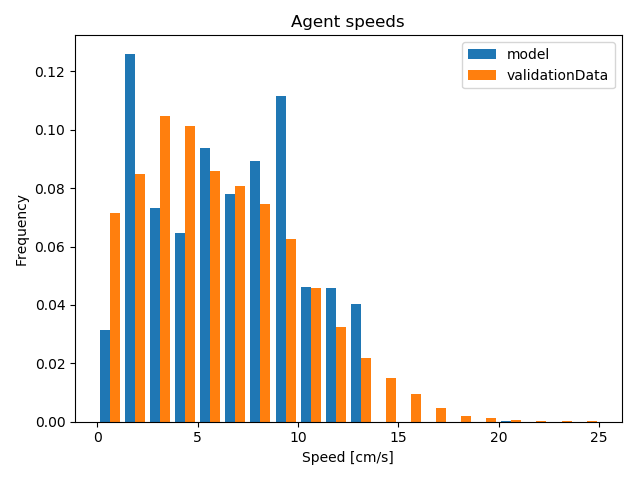 Agent speeds
model
validationData
0.12
0.10
0.08
0.06
0.04
0.02
0.00
Frequency
0 5 10 15 20 25
Speed [cm/s]